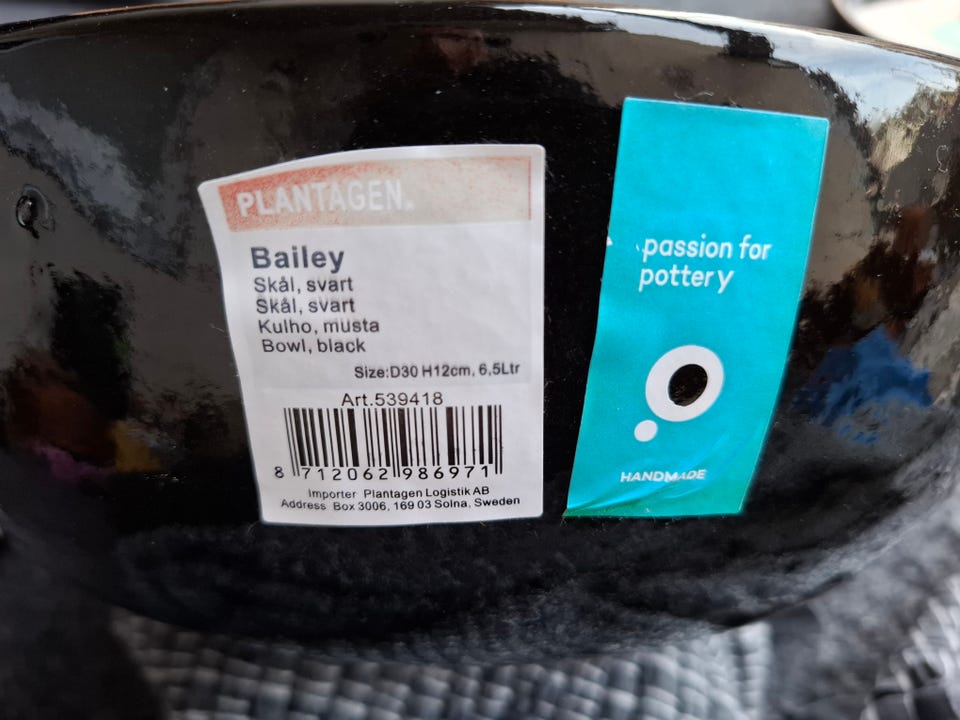 PLANTAGEN.
Bailey
Skål, svart
Skål, svart
Kulho, musta
Bowl, black
Size:D30 H12cm, 6,5Ltr
Art.539418
8 712062 986971
Importer Plantagen Logistik AB
Address Box 3006, 169 03 Solna, Sweden
passion for
pottery
HANDMADE